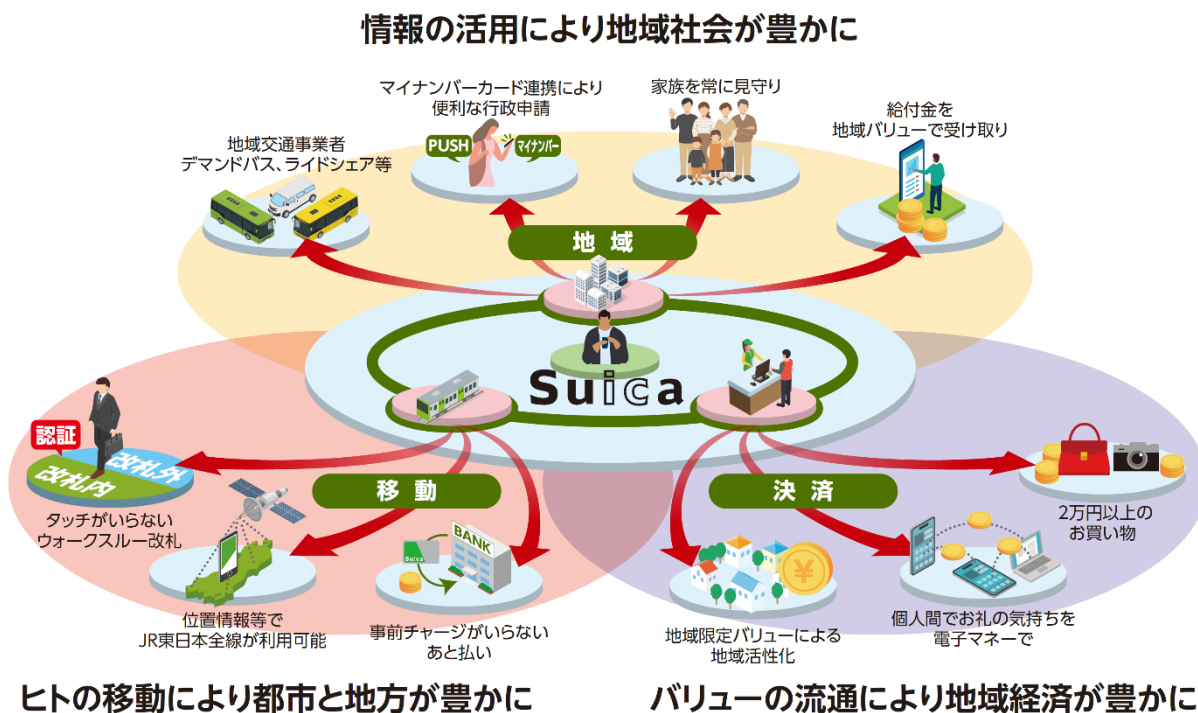 情報の活用により地域社会が豊かに
マイナンバーカード連携により
便利な行政申請
PUSH
マイナンバー
家族を常に見守り
給付金を
地域バリューで受け取り
地域交通事業者
デマンドバス、ライドシェア等
地域
Suica
認証
改札外
改札内
タッチがいらない
ウォークスルー改札
移動
位置情報等で
JR東日本全線が利用可能
Suica
BANK
事前チャージがいらない
あと払い
決済
2万円以上の
お買い物
¥
地域限定バリューによる
地域活性化
個人間でお礼の気持ちを
電子マネーで
ヒトの移動により都市と地方が豊かに
バリューの流通により地域経済が豊かに